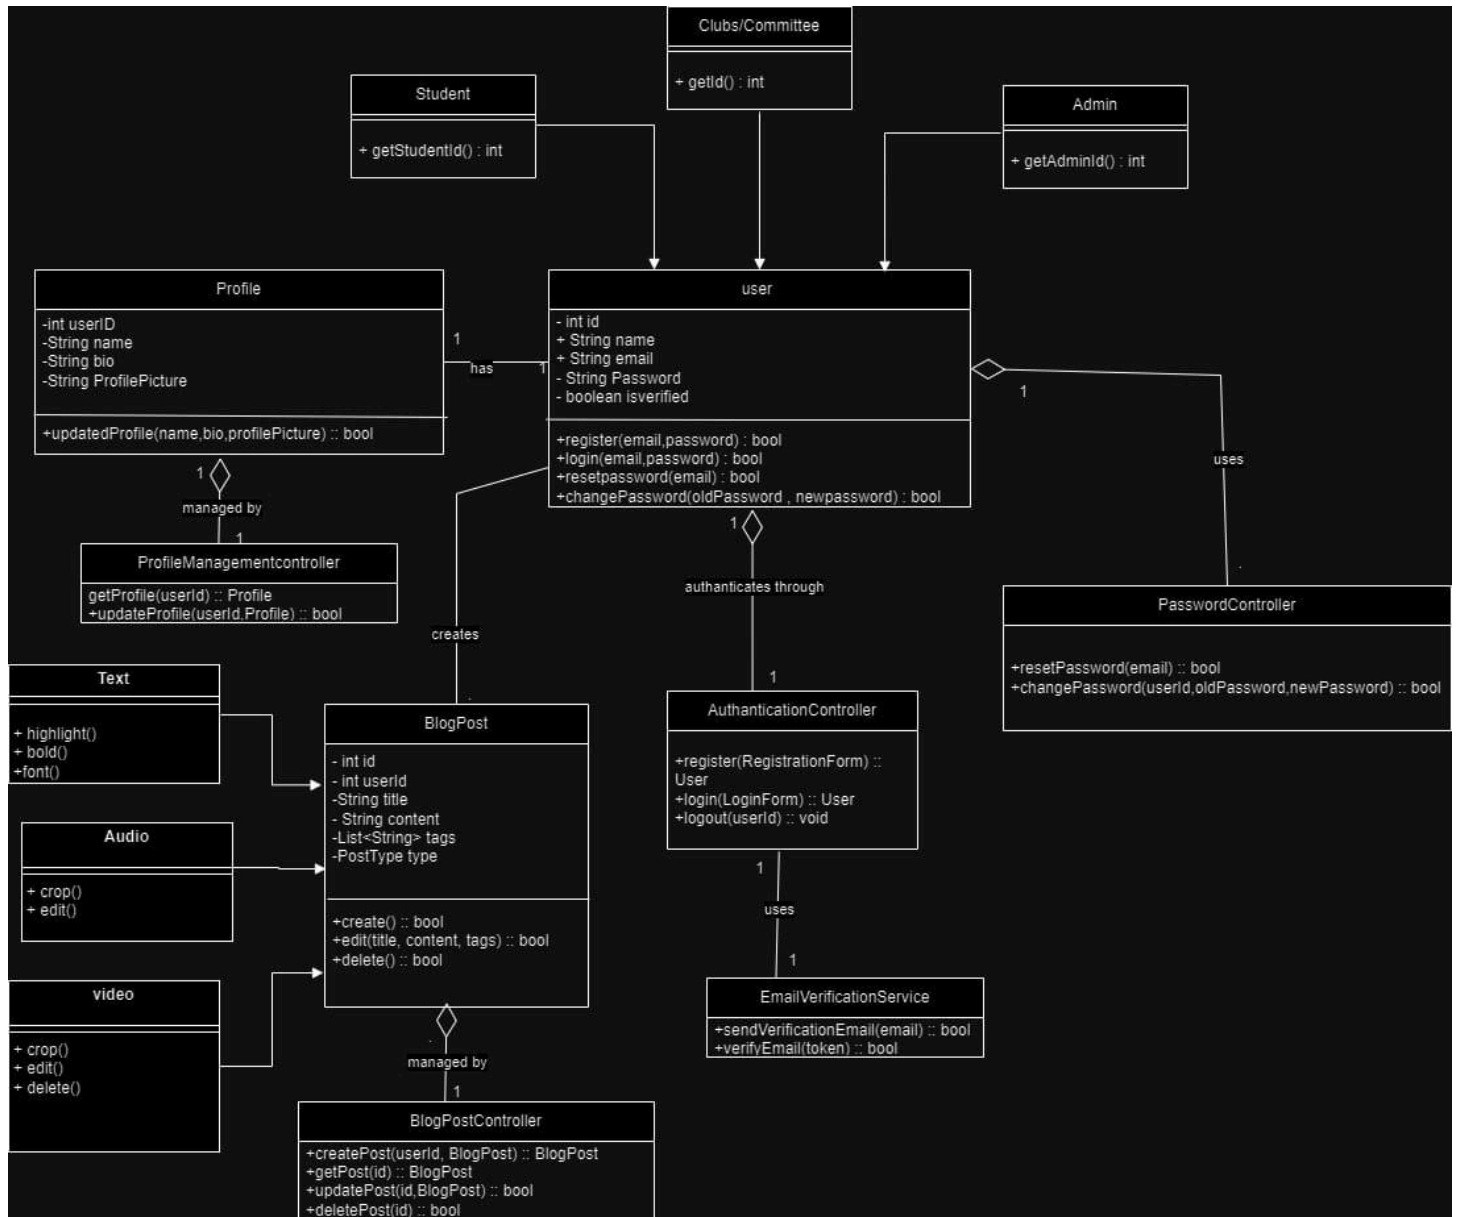 Clubs/Committee
+ getId() : int
Student
+ getStudentId() : int
Admin
+ getAdminId() : int
Profile
-int userID
-String name
-String bio
-String ProfilePicture
+updatedProfile(name,bio,profilePicture) :: bool
1
has
1
user
- int id
+ String name
+ String email
- String Password
- boolean isverified
+register(email,password) : bool
+login(email,password) : bool
+resetpassword(email) : bool
+changePassword(oldPassword , newpassword) : bool
1
uses
1
managed by
1
ProfileManagementcontroller
getProfile(userId) :: Profile
+updateProfile(userId,Profile) :: bool
1
authanticates through
1
creates
PasswordController
+resetPassword(email) :: bool
+changePassword(userId,oldPassword,newPassword) :: bool
Text
+ highlight()
+ bold()
+font()
BlogPost
- int id
- int userId
-String title
- String content
-List<String> tags
-PostType type
+create() :: bool
+edit(title, content, tags) :: bool
+delete() :: bool
AuthanticationController
+register(RegistrationForm) ::
User
+login(LoginForm) :: User
+logout(userId) :: void
Audio
+ crop()
+ edit()
1
uses
1
video
+ crop()
+ edit()
+ delete()
EmailVerificationService
+sendVerificationEmail(email) :: bool
+verifyEmail(token) :: bool
managed by
1
BlogPostController
+createPost(userId, BlogPost) :: BlogPost
+getPost(id) :: BlogPost
+updatePost(id,BlogPost) :: bool
+deletePost(id) :: bool